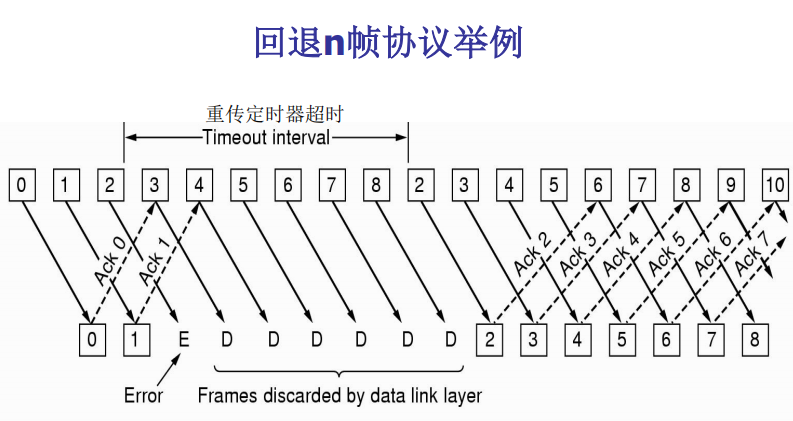 回退n帧协议举例
重传定时器超时
Timeout interval
0 1 2 3 4 5 6 7 8 2 3 4 5 6 7 8 9 10
Ack 0 Ack 1 Ack 2 Ack 3 Ack 4 Ack 5 Ack 6 Ack 7
0 1 E D D D D D D 2 3 4 5 6 7 8
Error Frames discarded by data link layer